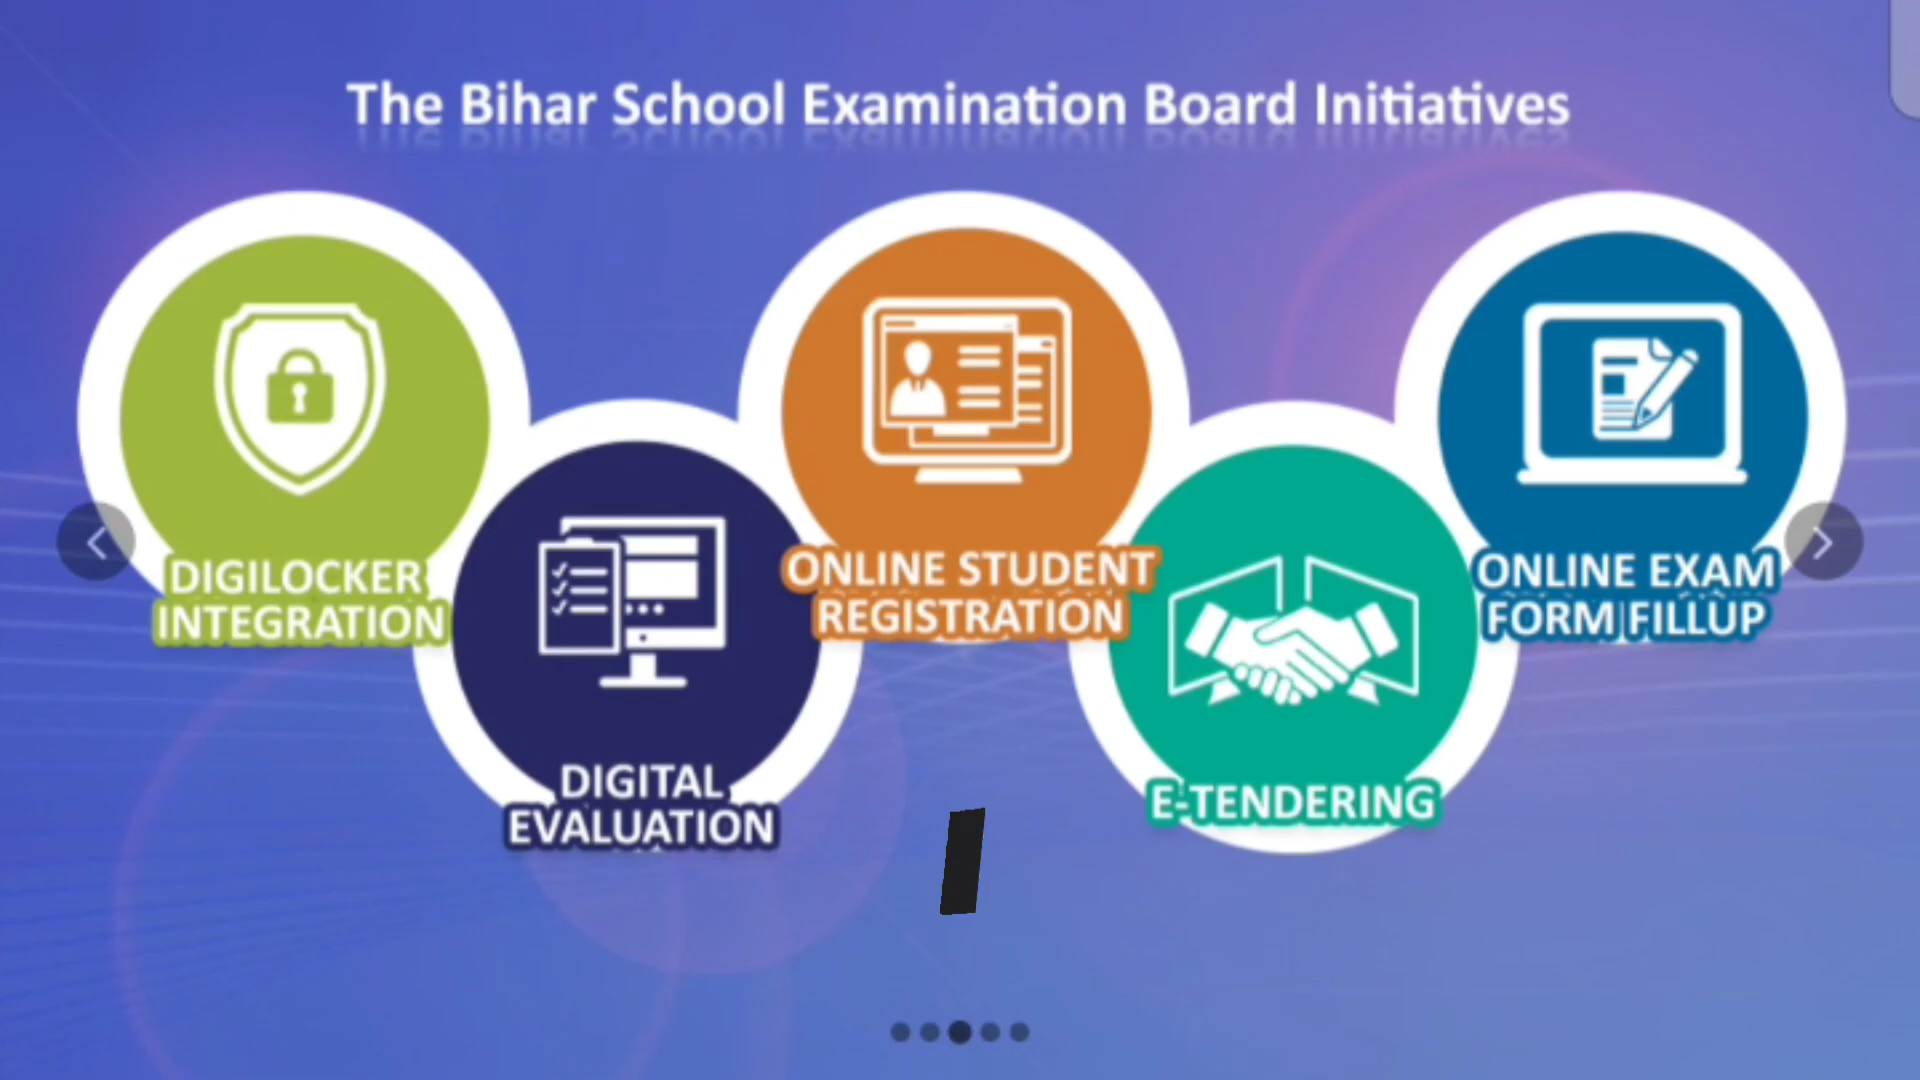 The Bihar School Examination Board Initiatives
DIGILOCKER
INTEGRATION
DIGITAL
EVALUATION
ONLINE STUDENT
REGISTRATION
E-TENDERING
ONLINE EXAM
FORM FILLUP